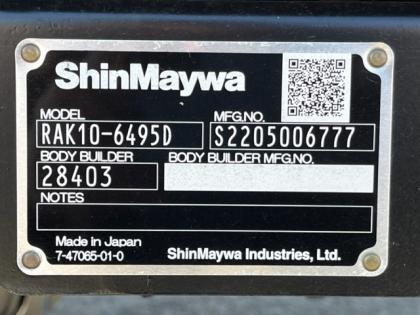 ShinMaywa
MODEL MFG.NO.
RAK10-6495D S2205006777
BODY BUILDER BODY BUILDER MFG.NO.
28403
NOTES
Made in Japan
7-47065-01-0 ShinMaywa Industries, Ltd.